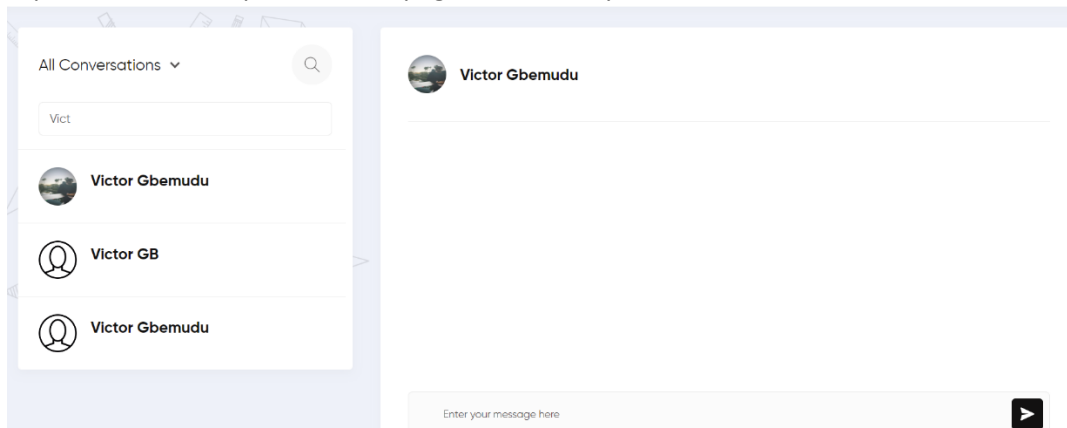 All Conversations
Vict
Victor Gbemudu
Victor GB
Victor Gbemudu
Victor Gbemudu
Enter your message here